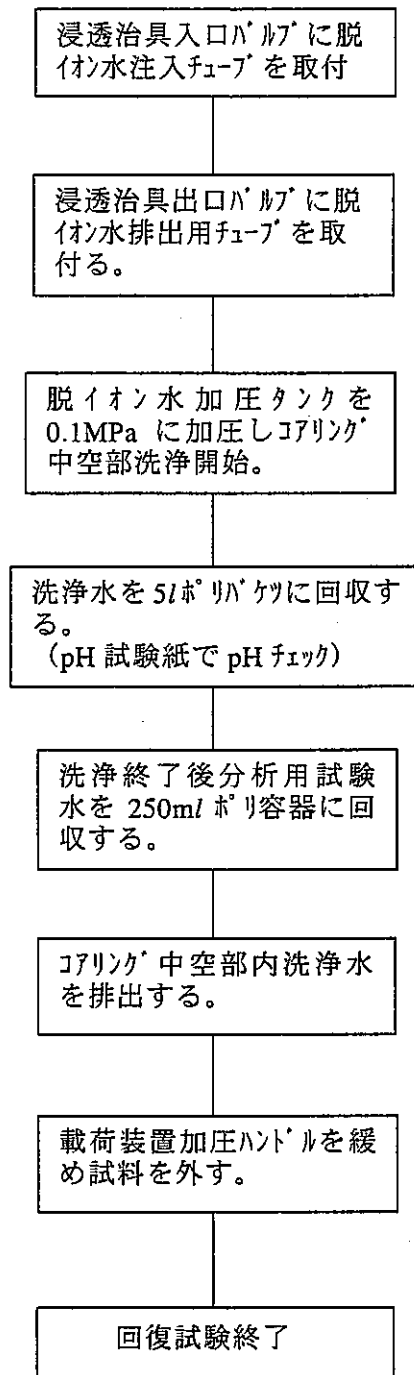 浸透治具入口ﾊﾞﾙﾌﾞに脱
ｲｵﾝ水注入ﾁｭｰﾌﾞを取付
浸透治具出口ﾊﾞﾙﾌﾞに脱
ｲｵﾝ水排出用ﾁｭｰﾌﾞを取
付る。
脱イオン水加圧タンクを
0.1MPa に加圧しｺｱﾘﾝｸﾞ
中空部洗浄開始。
洗浄水を 5lﾎﾟﾘﾊﾞｹﾂに回収す
る。
（pH 試験紙で pH ﾁｪｯｸ）
洗浄終了後分析用試験
水を 250ml ﾎﾟﾘ容器に回
収する。
ｺｱﾘﾝｸﾞ中空部内洗浄水
を排出する。
載荷装置加圧ﾊﾝﾄﾞﾙを緩
め試料を外す。
回復試験終了